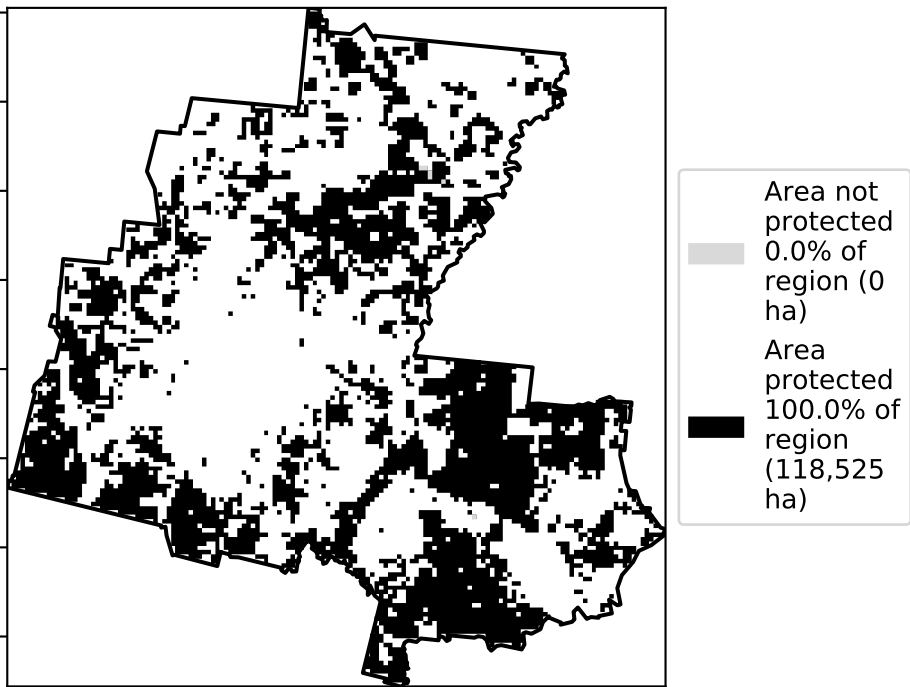 Area not
protected
0.0% of
region (0
ha)
Area
protected
100.0% of
region
(118,525
ha)